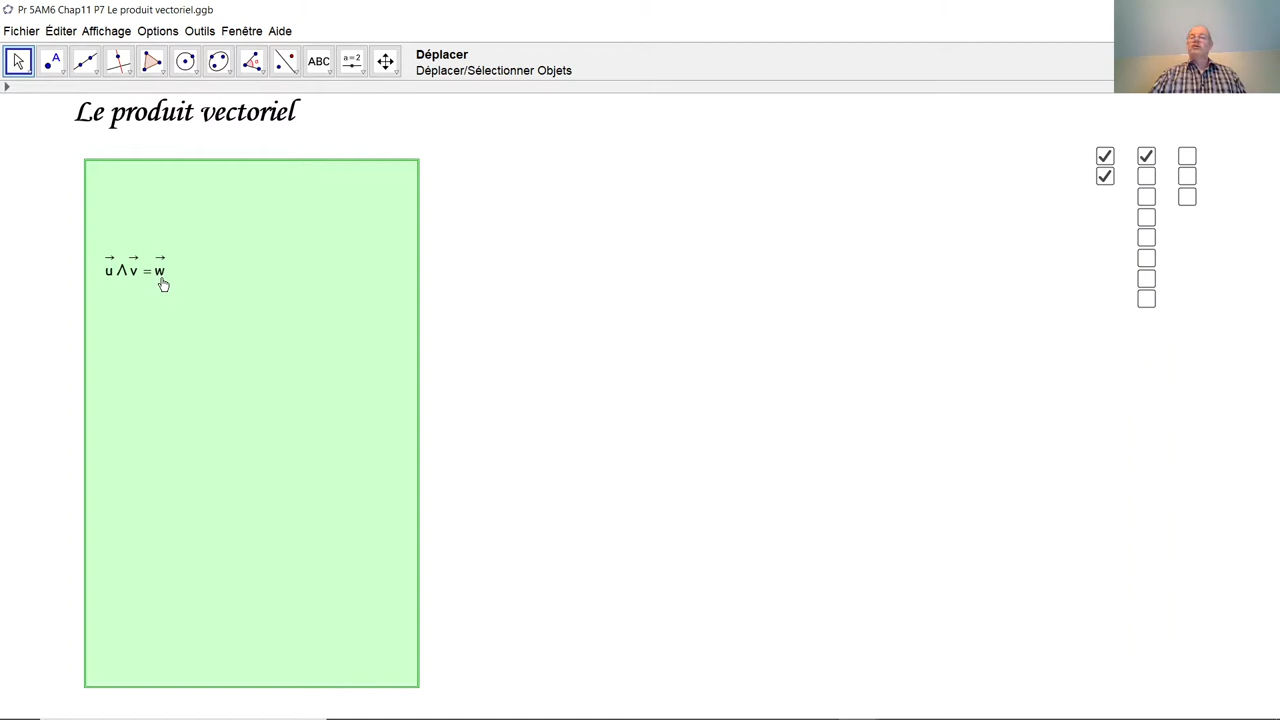 Pr 5AM6 Chap11 P7 Le produit vectoriel.ggb
Fichier Éditer Affichage Options Outils Fenêtre Aide
A ABC a=2 Déplacer
Déplacer/Sélectionner Objets
Le produit vectoriel
u ∧ v = w